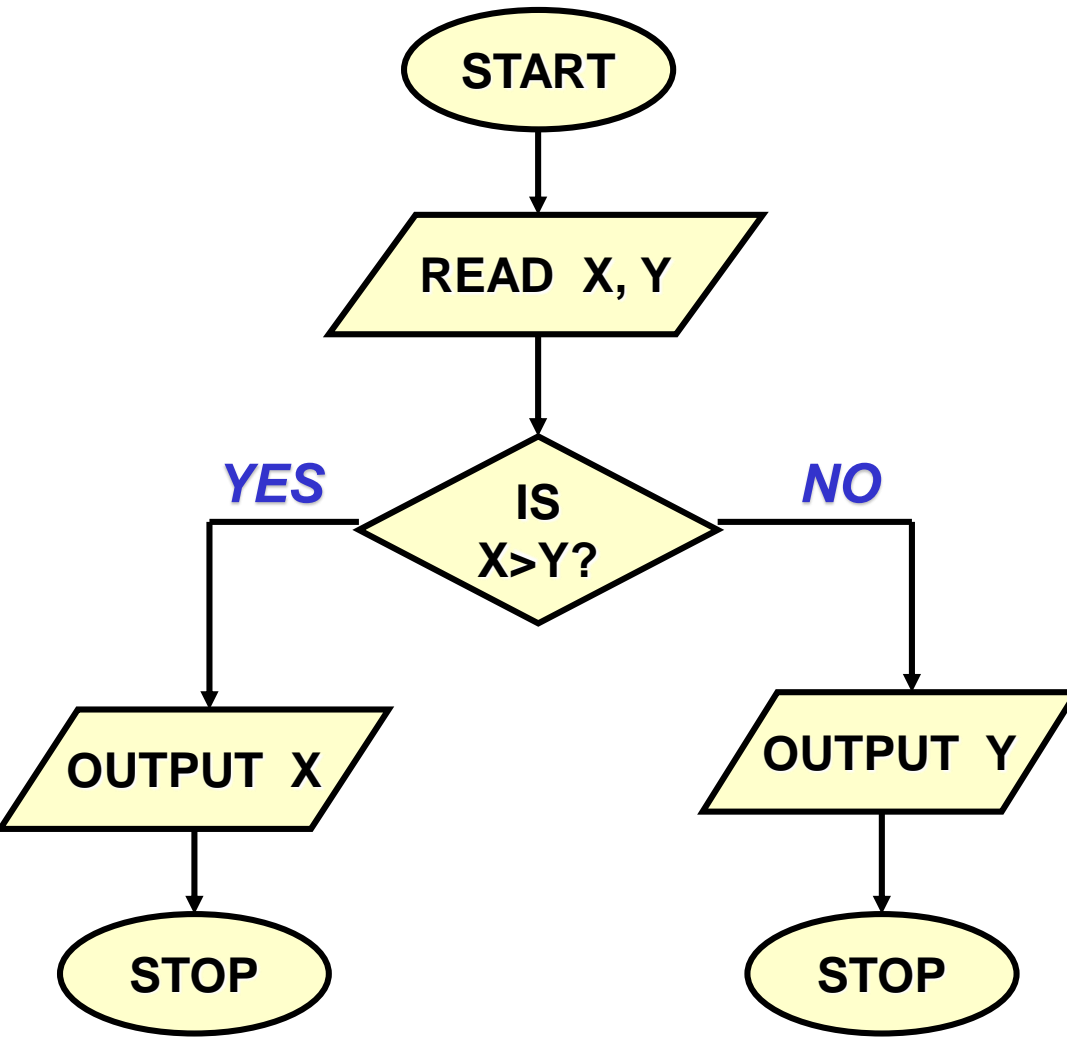 START
READ X, Y
YES
NO
IS
X>Y?
OUTPUT X
OUTPUT Y
STOP
STOP